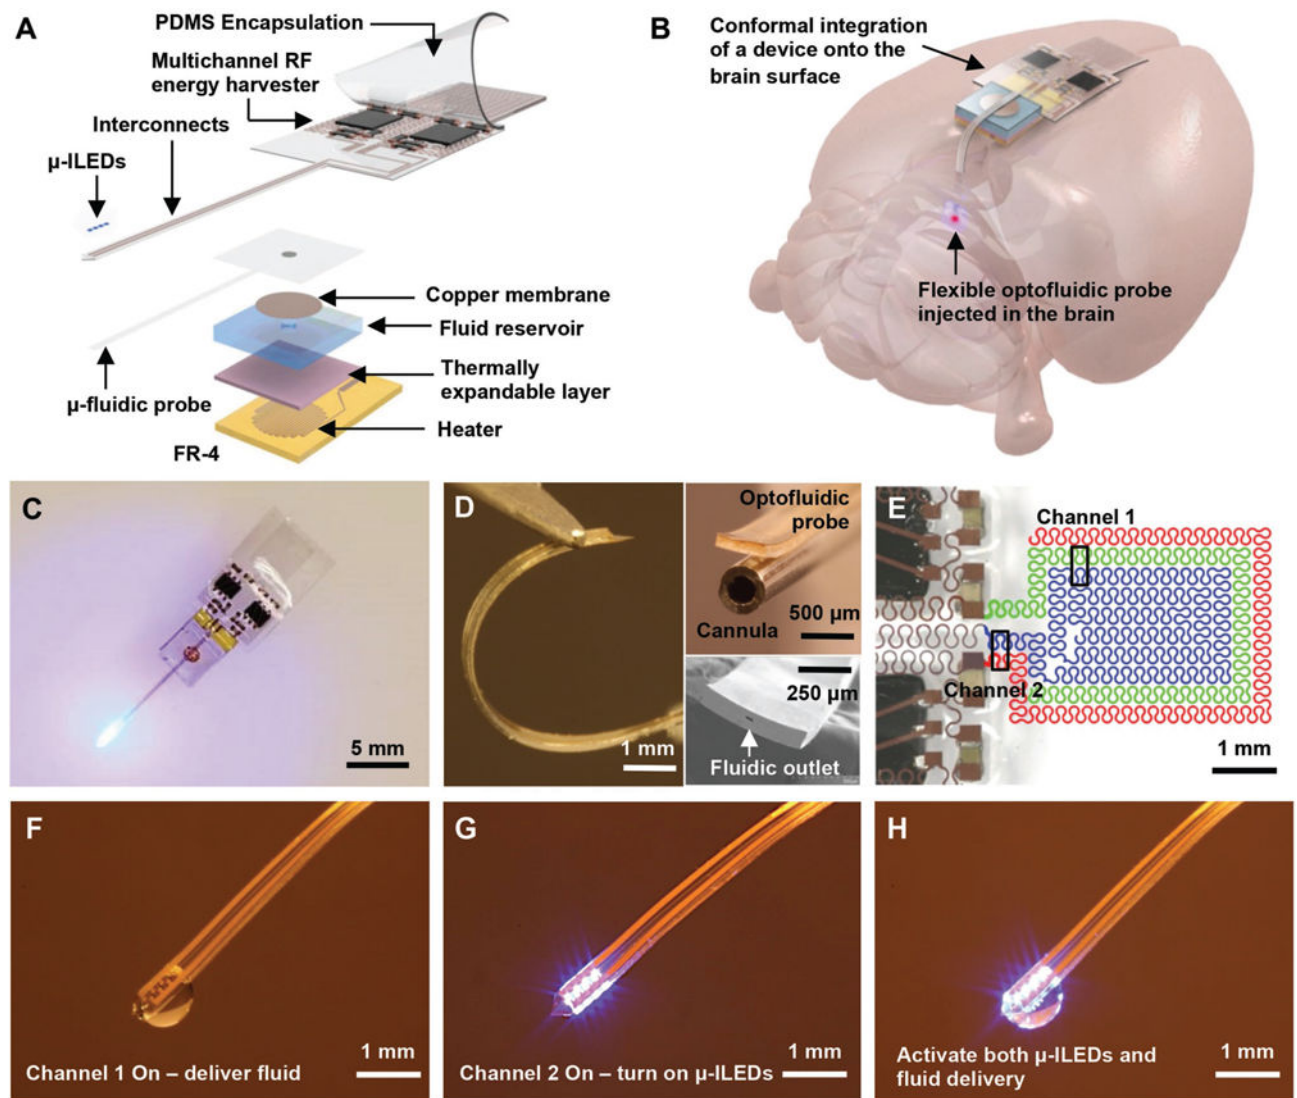 A
PDMS Encapsulation
Multichannel RF
energy harvester
Interconnects
µ-ILEDs
Copper membrane
Fluid reservoir
Thermally
expandable layer
µ-fluidic probe
Heater
FR-4
B
Conformal integration
of a device onto the
brain surface
Flexible optofluidic probe
injected in the brain
C
5 mm
D
1 mm
Optofluidic
probe
500 µm
Cannula
250 µm
Fluidic outlet
E
Channel 1
Channel 2
1 mm
F
1 mm
Channel 1 On – deliver fluid
G
1 mm
Channel 2 On – turn on µ-ILEDs
H
1 mm
Activate both µ-ILEDs and
fluid delivery